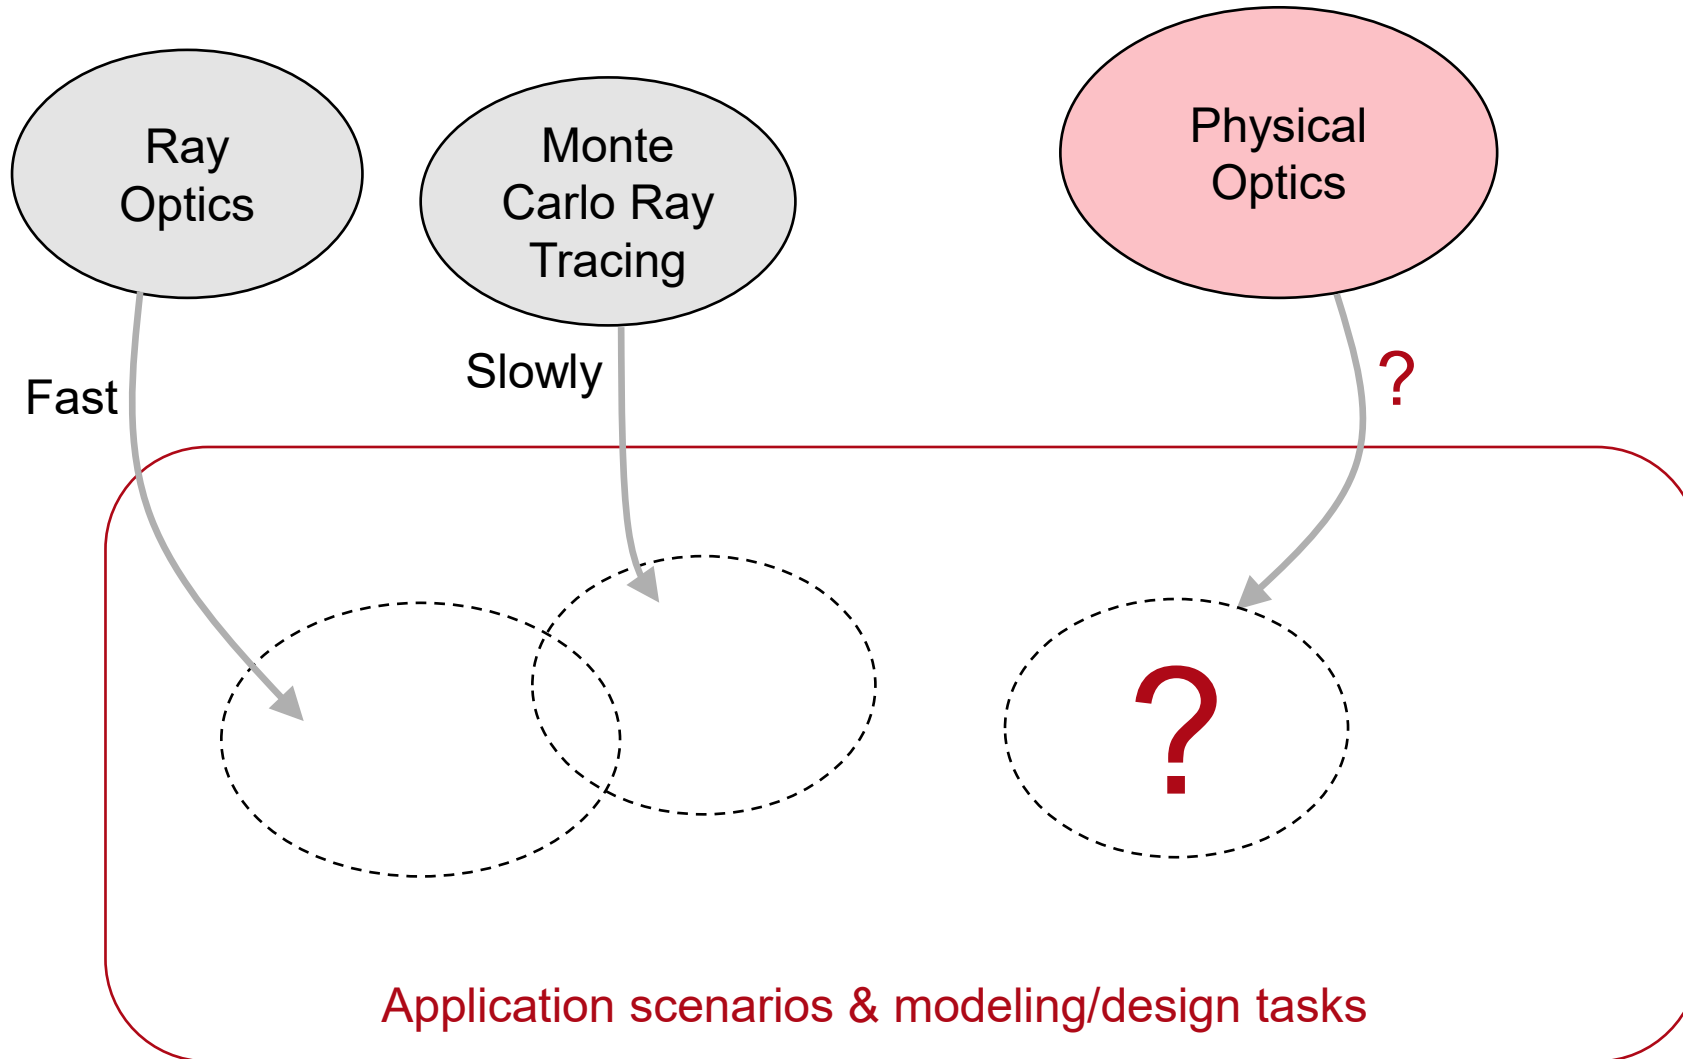 Ray
Optics
Monte
Carlo Ray
Tracing
Physical
Optics
Fast
Slowly
?
?
Application scenarios & modeling/design tasks